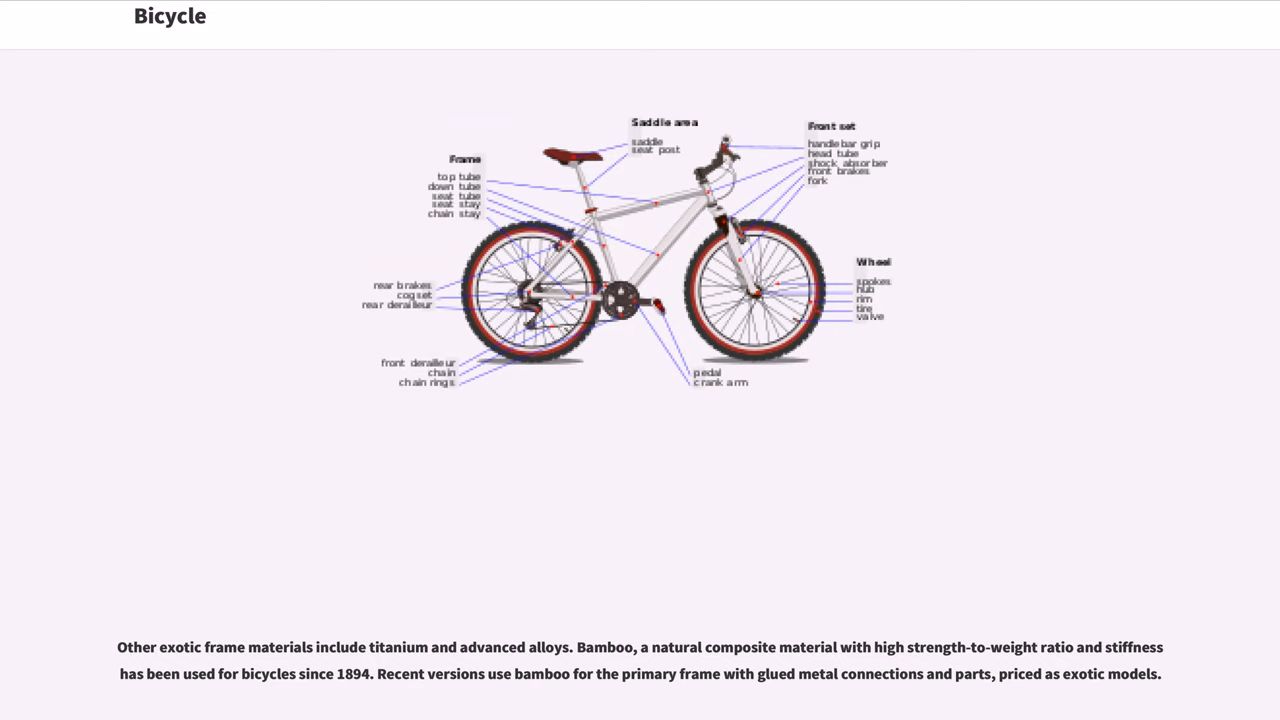 Bicycle
Saddle area
saddle
seat post
Front set
handlebar grip
head tube
shock absorber
front brakes
fork
Frame
top tube
down tube
seat tube
seat stay
chain stay
Wheel
spokes
hub
rim
tire
valve
rear brakes
cogset
rear derailleur
front derailleur
chain
chain rings
pedal
crank arm
Other exotic frame materials include titanium and advanced alloys. Bamboo, a natural composite material with high strength-to-weight ratio and stiffness
has been used for bicycles since 1894. Recent versions use bamboo for the primary frame with glued metal connections and parts, priced as exotic models.